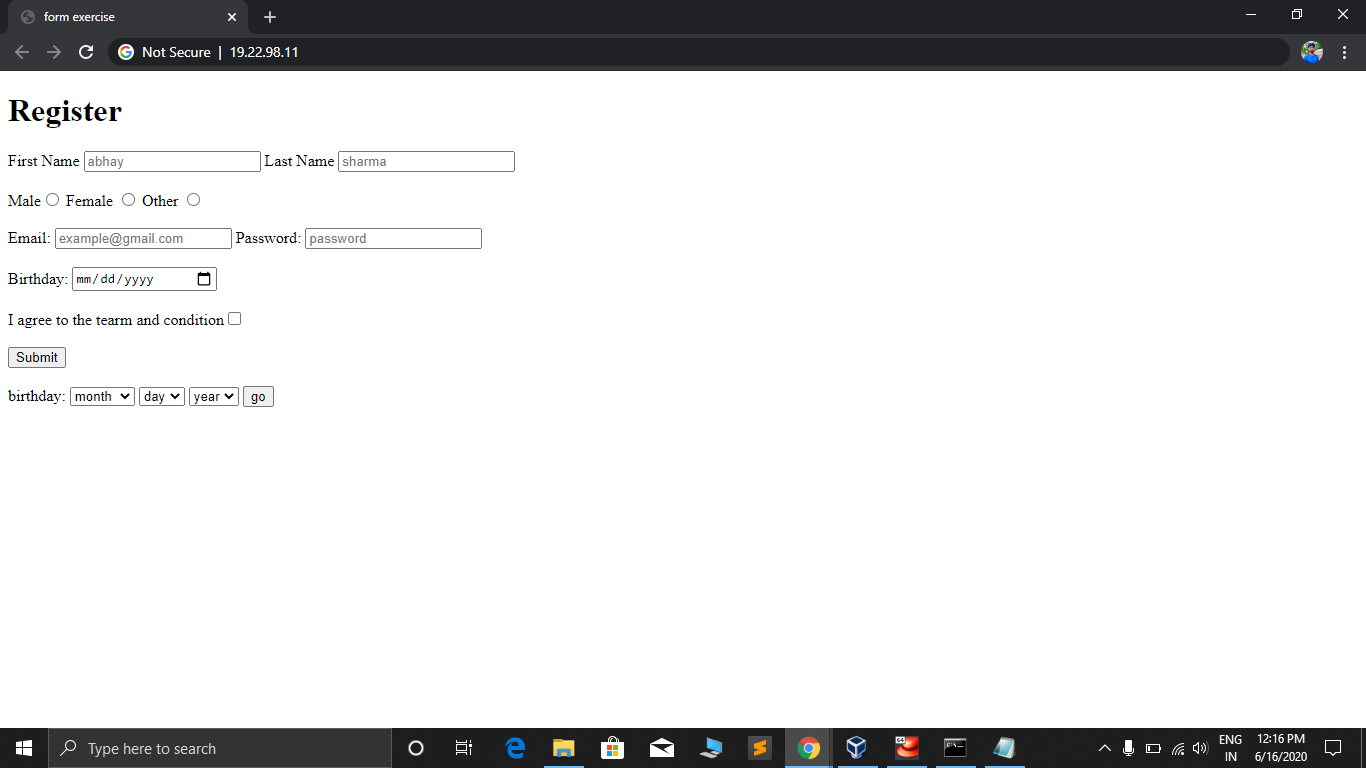 form exercise
Not Secure | 19.22.98.11
Register
First Name abhay Last Name sharma
Male Female Other
Email: example@gmail.com Password: password
Birthday: mm/dd/yyyy
I agree to the tearm and condition
Submit
birthday: month day year go
Type here to search
ENG 12:16 PM
IN 6/16/2020